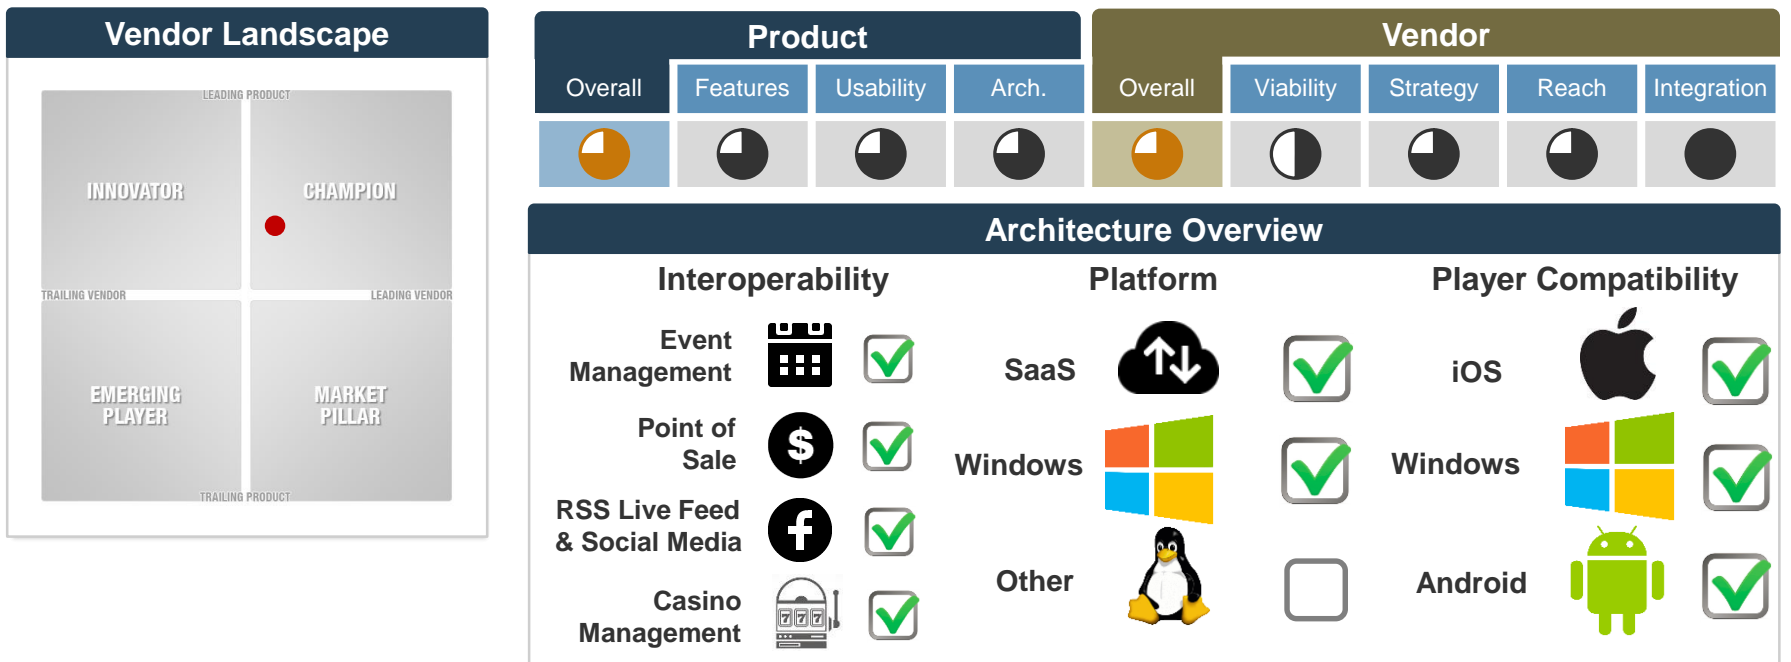 Vendor Landscape
LEADING PRODUCT
INNOVATOR
CHAMPION
TRAILING VENDOR
LEADING VENDOR
EMERGING
PLAYER
MARKET
PILLAR
TRAILING PRODUCT
Product
Vendor
Overall
Features
Usability
Arch.
Overall
Viability
Strategy
Reach
Integration
Architecture Overview
Interoperability
Event
Management
Point of
Sale
$
RSS Live Feed
& Social Media
f
Casino
Management
777
Platform
SaaS
Windows
Other
Player Compatibility
iOS
Windows
Android